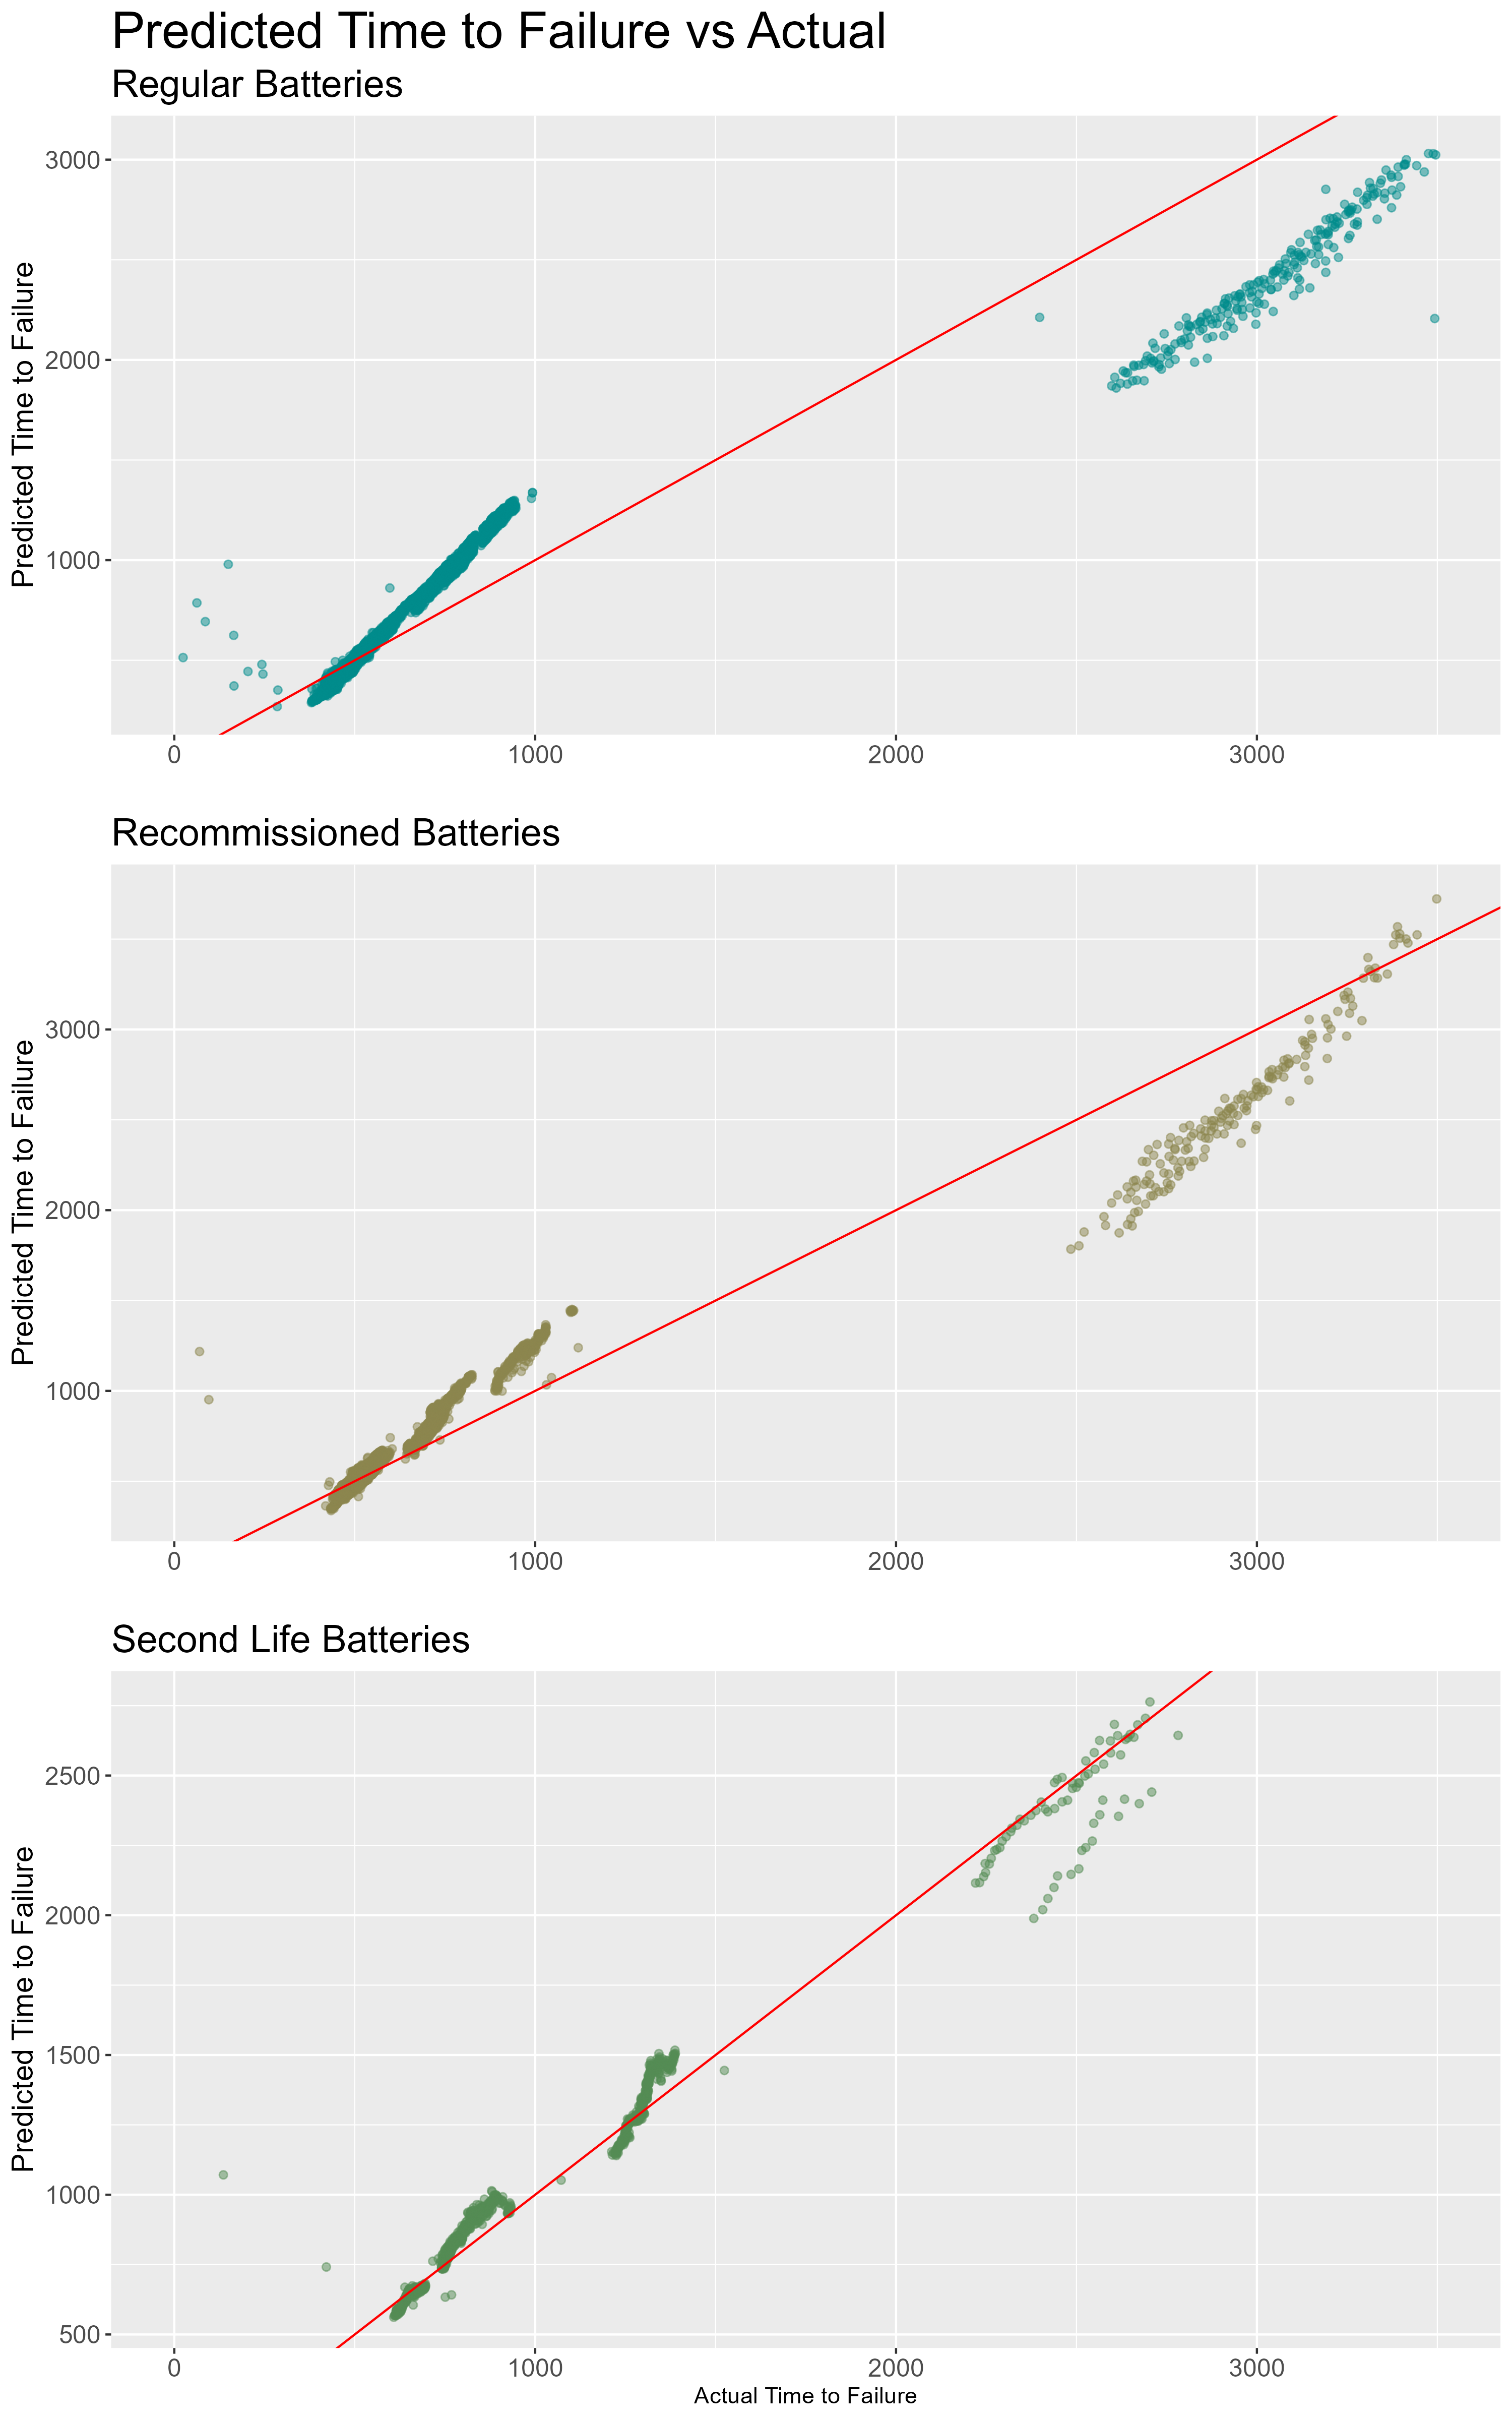 Predicted Time to Failure vs Actual
Regular Batteries
Predicted Time to Failure
3000
2000
1000
0 1000 2000 3000
Recommissioned Batteries
Predicted Time to Failure
3000
2000
1000
0 1000 2000 3000
Second Life Batteries
Predicted Time to Failure
2500
2000
1500
1000
500
0 1000 2000 3000
Actual Time to Failure